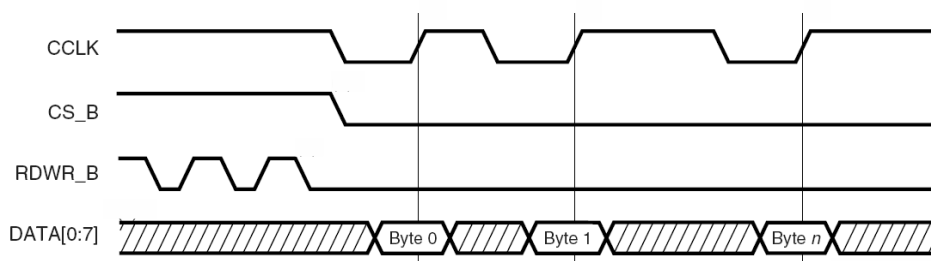 CCLK
CS_B
RDWR_B
DATA[0:7]
Byte 0
Byte 1
Byte n